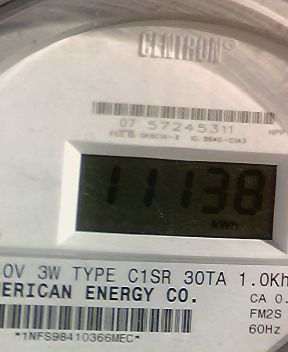 CENTRON®
07 57245311
11138
kWh
0V 3W TYPE C1SR 30TA 1.0Kh
ERICAN ENERGY CO.
CA 0.
FM2S
60Hz
*1NFS98410366MEC*